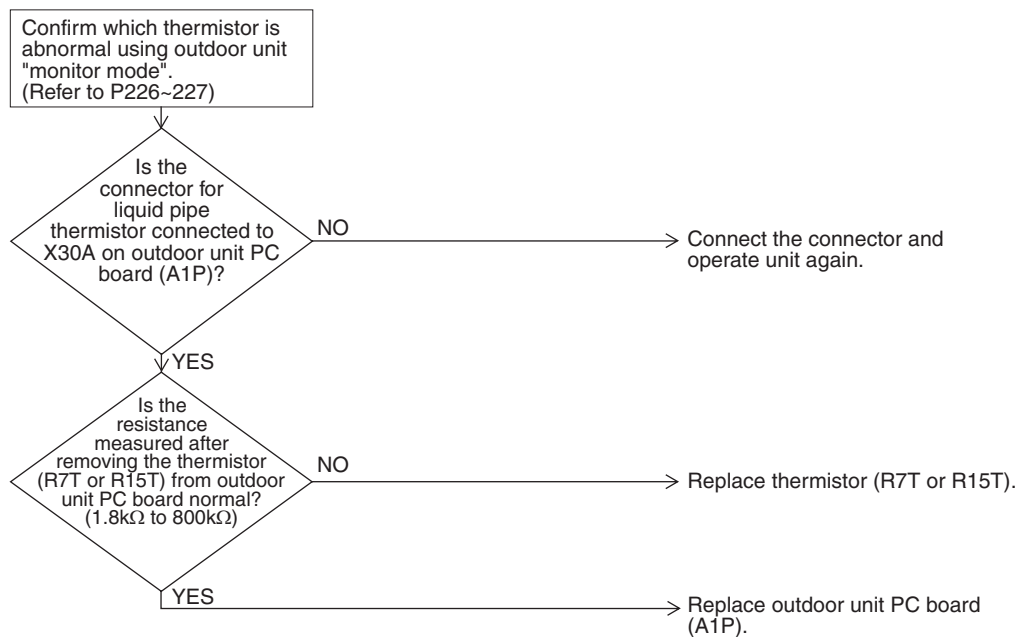 Confirm which thermistor is
abnormal using outdoor unit
"monitor mode".
(Refer to P226~227)
Is the
connector for
liquid pipe
thermistor connected to
X30A on outdoor unit PC
board (A1P)?
NO
Connect the connector and
operate unit again.
YES
Is the
resistance
measured after
removing the thermistor
(R7T or R15T) from outdoor
unit PC board normal?
(1.8kΩ to 800kΩ)
NO
Replace thermistor (R7T or R15T).
YES
Replace outdoor unit PC board
(A1P).